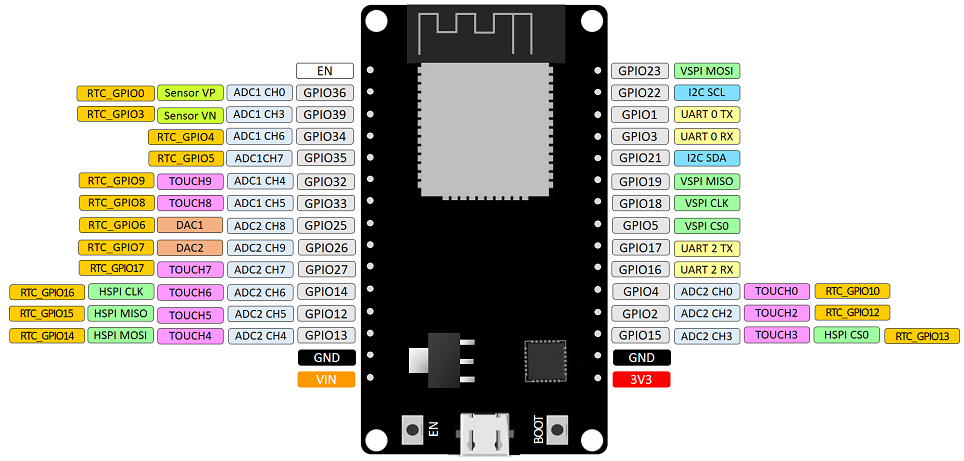 EN GPIO23 VSPI MOSI
RTC_GPIO0 Sensor VP ADC1 CH0 GPIO36 GPIO22 I2C SCL
RTC_GPIO3 Sensor VN ADC1 CH3 GPIO39 GPIO1 UART 0 TX
RTC_GPIO4 ADC1 CH6 GPIO34 GPIO3 UART 0 RX
RTC_GPIO5 ADC1CH7 GPIO35 GPIO21 I2C SDA
RTC_GPIO9 TOUCH9 ADC1 CH4 GPIO32 GPIO19 VSPI MISO
RTC_GPIO8 TOUCH8 ADC1 CH5 GPIO33 GPIO18 VSPI CLK
RTC_GPIO6 DAC1 ADC2 CH8 GPIO25 GPIO5 VSPI CS0
RTC_GPIO7 DAC2 ADC2 CH9 GPIO26 GPIO17 UART 2 TX
RTC_GPIO17 TOUCH7 ADC2 CH7 GPIO27 GPIO16 UART 2 RX
RTC_GPIO16 HSPI CLK TOUCH6 ADC2 CH6 GPIO14 GPIO4 ADC2 CH0 TOUCH0 RTC_GPIO10
RTC_GPIO15 HSPI MISO TOUCH5 ADC2 CH5 GPIO12 GPIO2 ADC2 CH2 TOUCH2 RTC_GPIO12
RTC_GPIO14 HSPI MOSI TOUCH4 ADC2 CH4 GPIO13 GPIO15 ADC2 CH3 TOUCH3 HSPI CS0 RTC_GPIO13
GND GND
VIN 3V3
EN BOOT